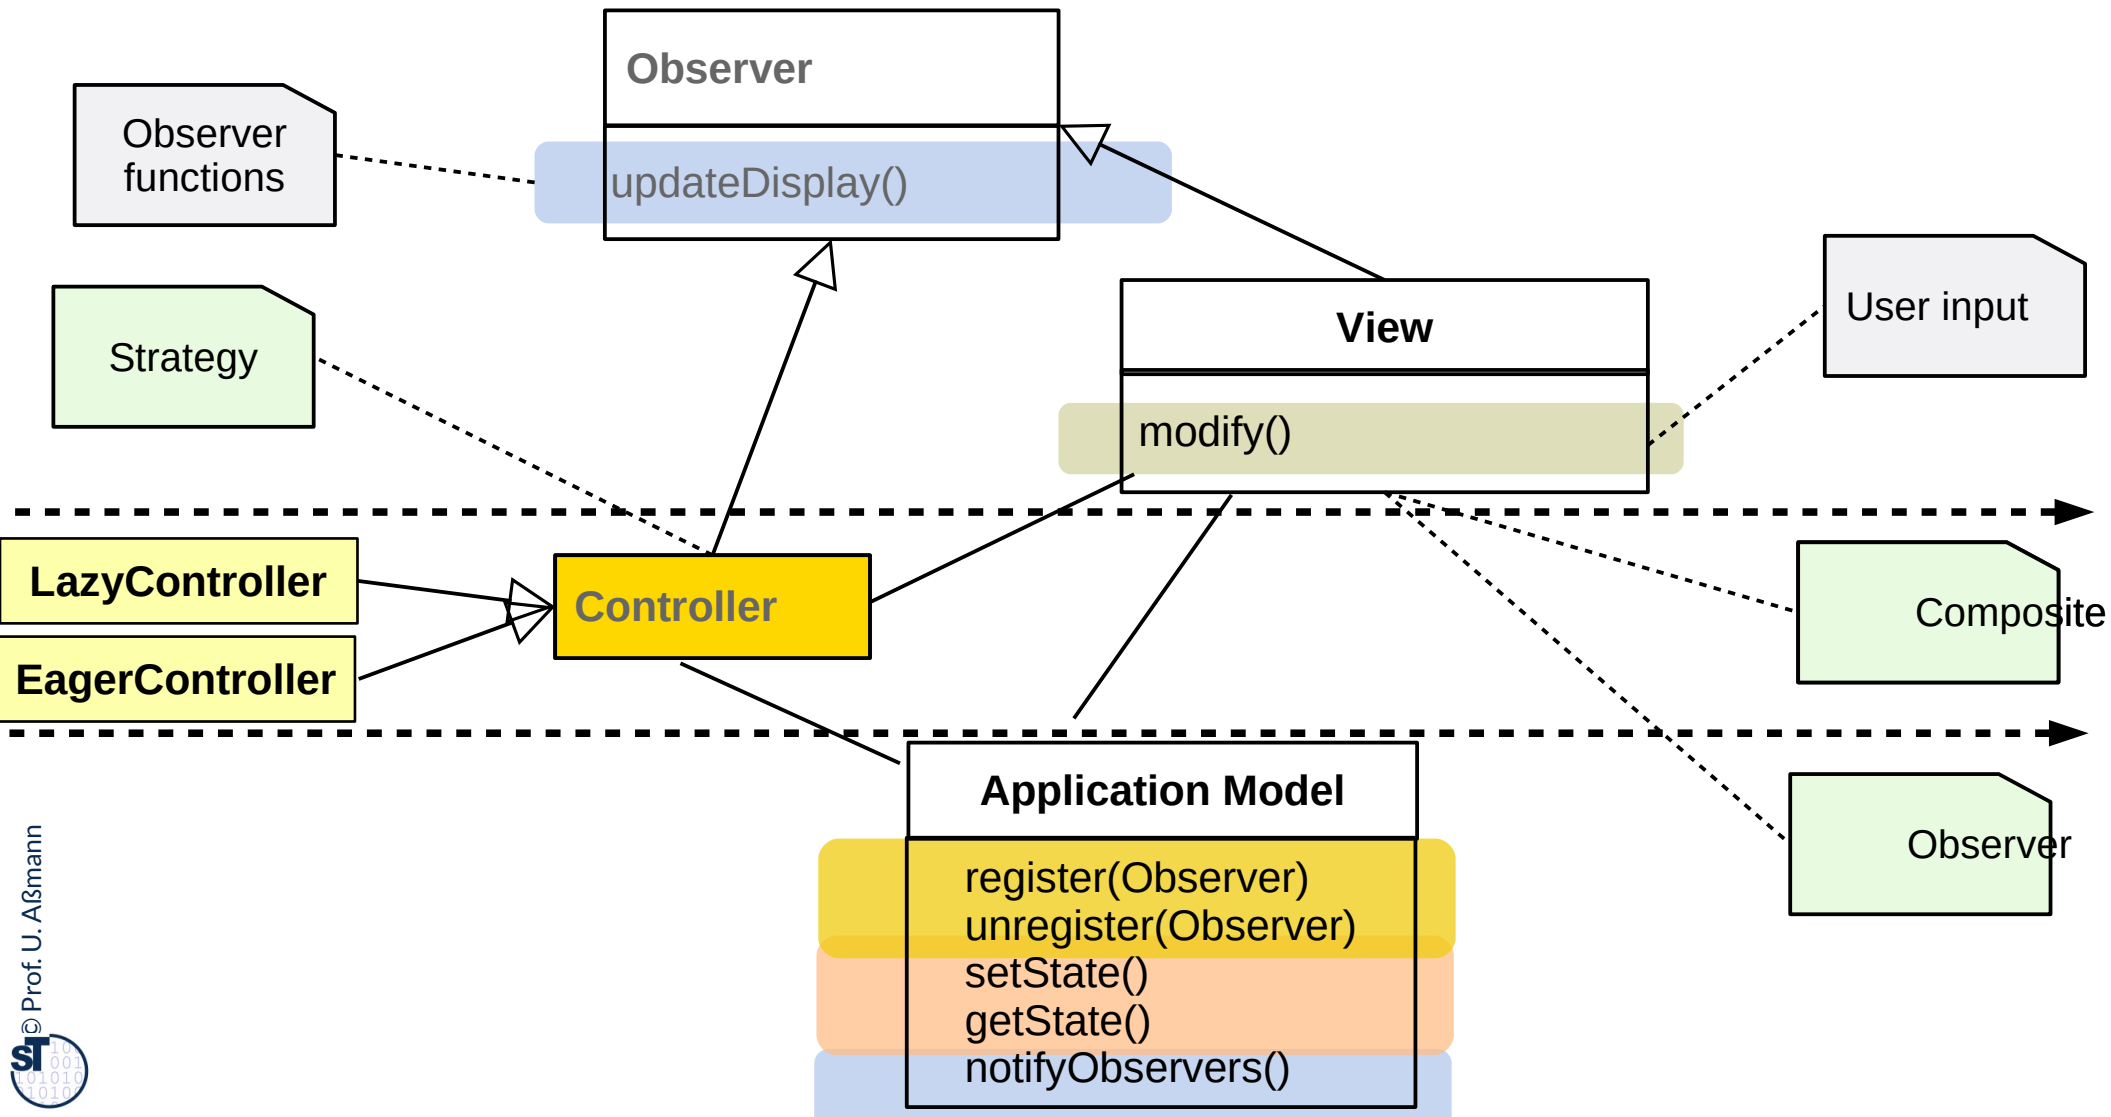 Observer
Observer
functions
updateDisplay()
User input
View
Strategy
modify()
LazyController
Controller
Composite
EagerController
Application Model
Observer
register(Observer)
unregister(Observer)
setState()
getState()
notifyObservers()
© Prof. U. Aßmann
ST